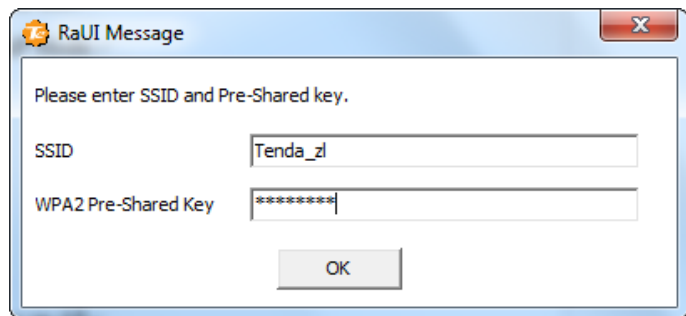 RaUI Message
Please enter SSID and Pre-Shared key.
SSID Tenda_zl
WPA2 Pre-Shared Key ********
OK